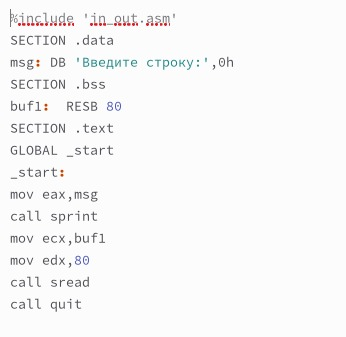 %include 'in_out.asm'
SECTION .data
msg: DB 'Введите строку:',0h
SECTION .bss
buf1:  RESB 80
SECTION .text
GLOBAL _start
_start:
mov eax,msg
call sprint
mov ecx,buf1
mov edx,80
call sread
call quit